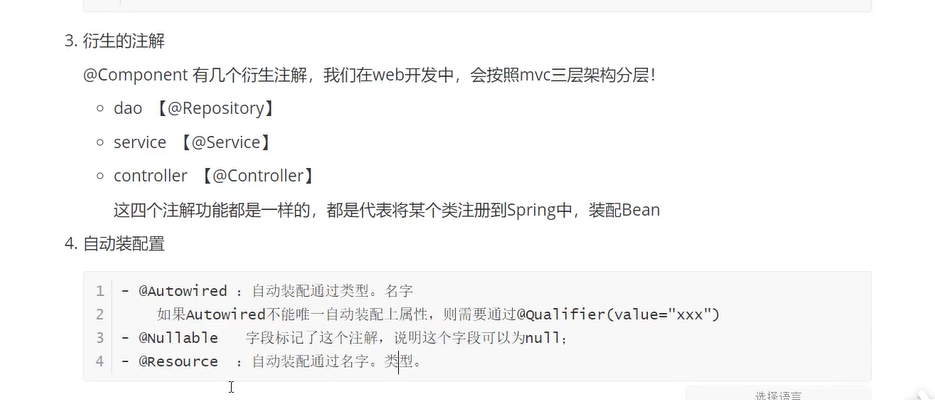 3. 衍生的注解
@Component 有几个衍生注解，我们在web开发中，会按照mvc三层架构分层！
dao 【@Repository】
service 【@Service】
controller 【@Controller】
这四个注解功能都是一样的，都是代表将某个类注册到Spring中，装配Bean
4. 自动装配置
1 - @Autowired ：自动装配通过类型。名字
2 如果Autowired不能唯一自动装配上属性，则需要通过@Qualifier(value="xxx")
3 - @Nullable 字段标记了这个注解，说明这个字段可以为null;
4 - @Resource ：自动装配通过名字。类型。
选择语言